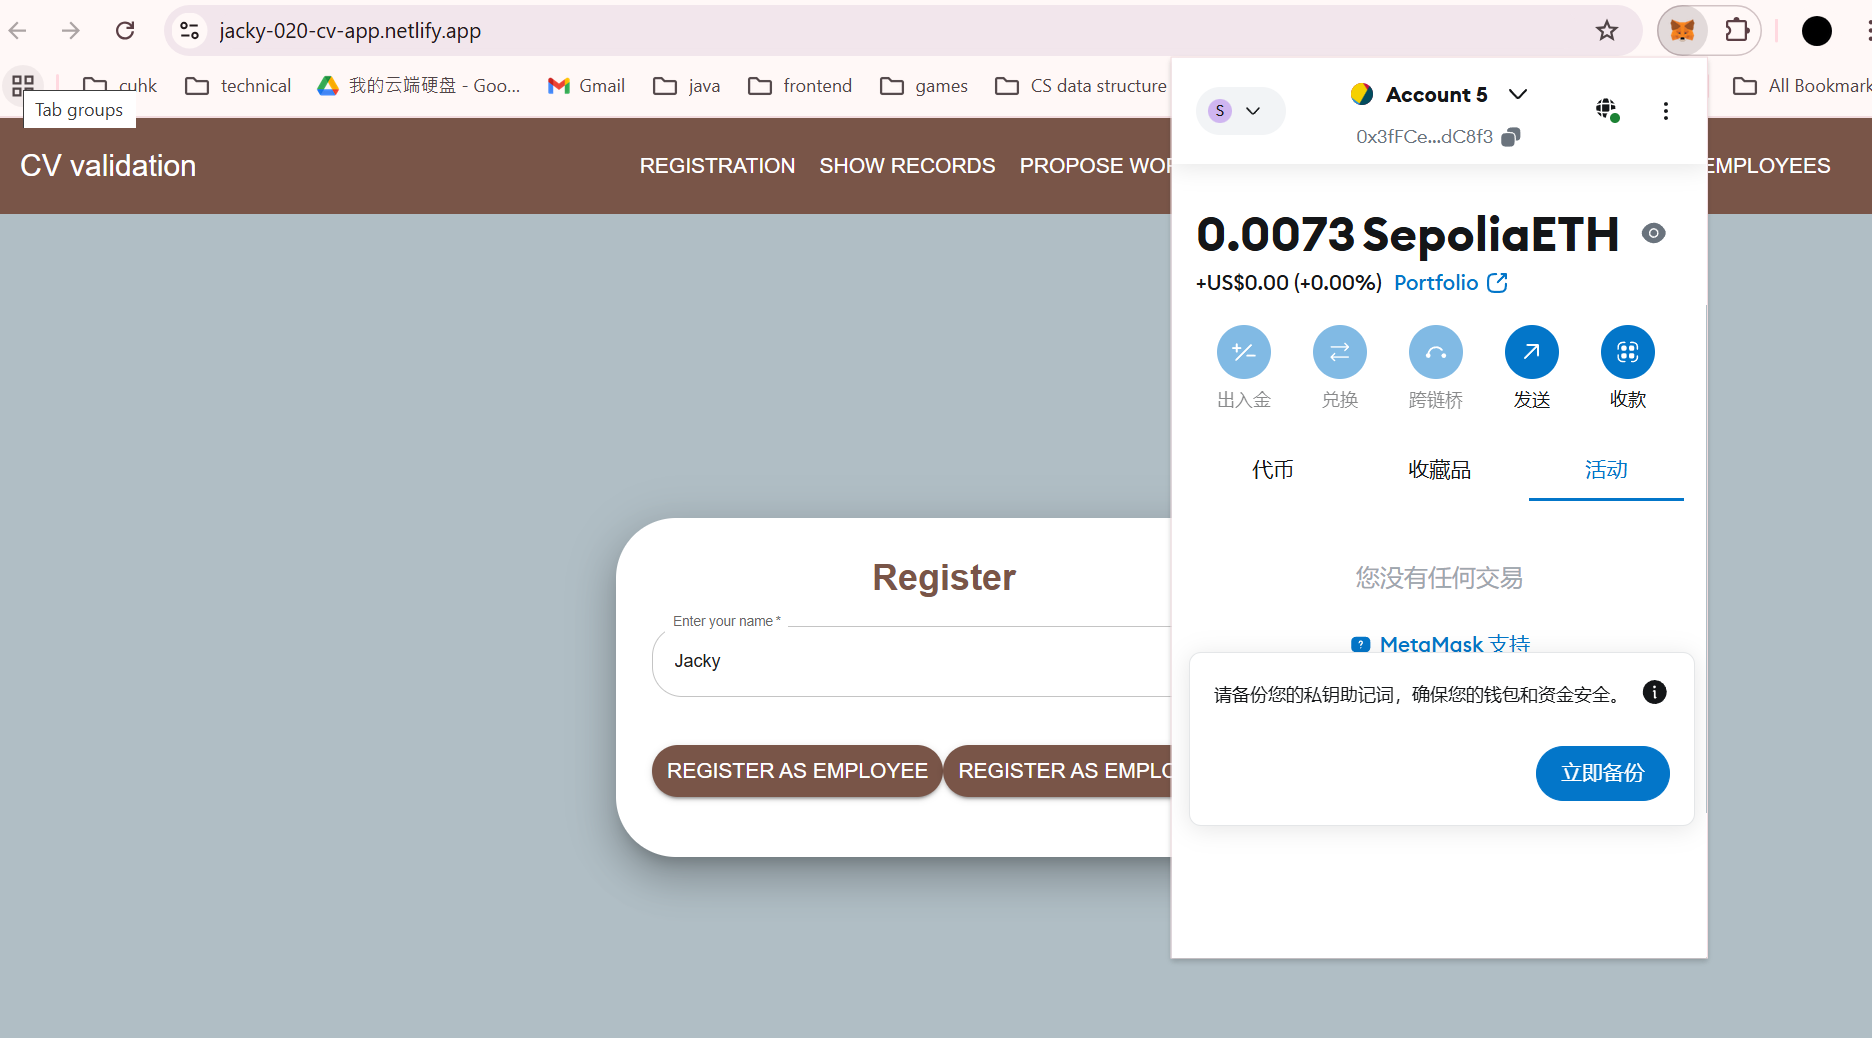 jacky-020-cv-app.netlify.app
cuhk
technical
我的云端硬盘 - Goo...
Gmail
java
frontend
games
CS data structure
All Bookmark
Tab groups
CV validation
REGISTRATION
SHOW RECORDS
PROPOSE WOR
EMPLOYEES
Register
Enter your name *
Jacky
REGISTER AS EMPLOYEE
REGISTER AS EMPLO
S
Account 5
0x3fFCe...dC8f3
0.0073 SepoliaETH
+US$0.00 (+0.00%)
Portfolio
出入金
兑换
跨链桥
发送
收款
代币
收藏品
活动
您没有任何交易
MetaMask 支持
请备份您的私钥助记词，确保您的钱包和资金安全。
立即备份